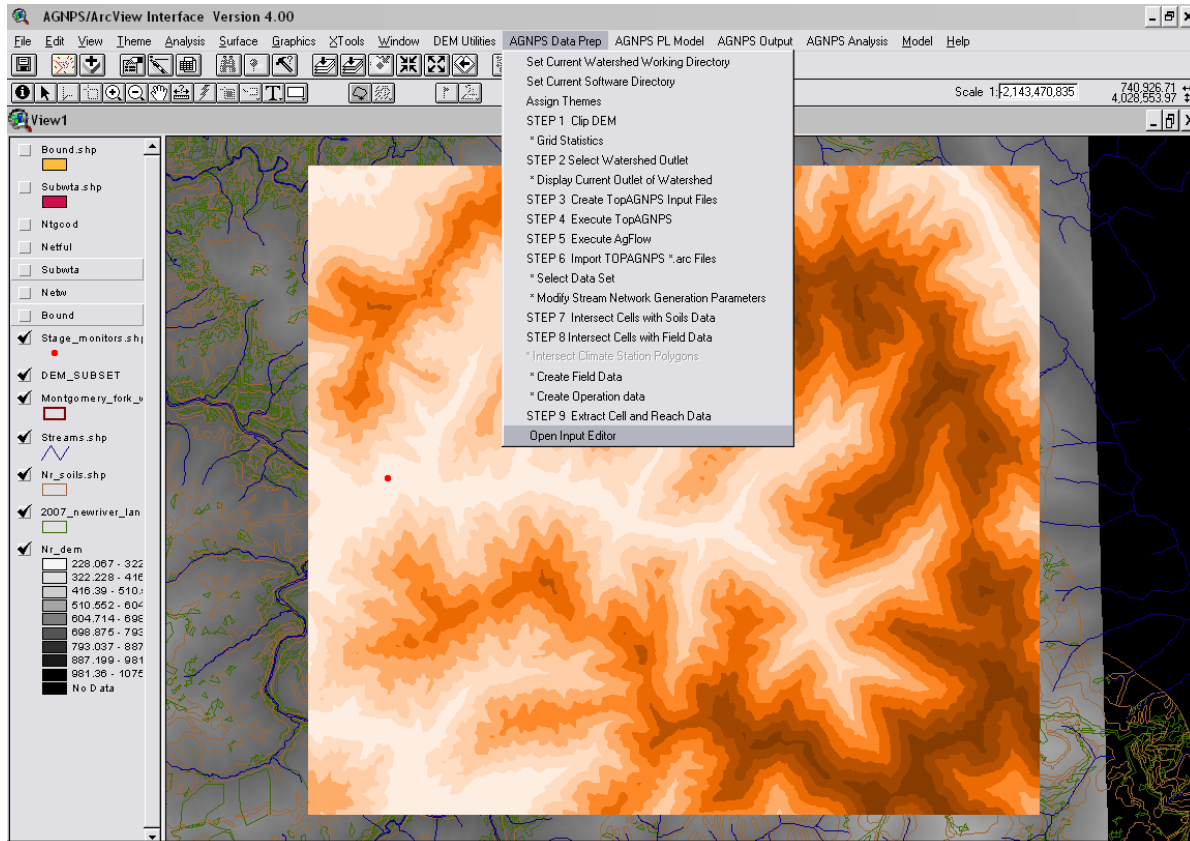 AGNPS/ArcView Interface Version 4.00
File Edit View Theme Analysis Surface Graphics XTools Window DEM Utilities AGNPS Data Prep AGNPS PL Model AGNPS Output AGNPS Analysis Model Help
Scale 1: -2,143,470,835
740,926.71
4,028,553.97
View1
Bound.shp
Subwta.shp
Ntgcod
Netful
Subwta
Netw
Bound
Stage_monitors.shp
DEM_SUBSET
Montgomery_fork_
Streams.shp
Nr_soils.shp
2007_newriver_lan
Nr_dem
228.067 - 322
322.228 - 416
416.39 - 510.
510.552 - 604
604.714 - 698
698.875 - 793
793.037 - 887
887.199 - 981
981.36 - 1075
No Data
Set Current Watershed Working Directory
Set Current Software Directory
Assign Themes
STEP 1 Clip DEM
* Grid Statistics
STEP 2 Select Watershed Outlet
* Display Current Outlet of Watershed
STEP 3 Create TopAGNPS Input Files
STEP 4 Execute TopAGNPS
STEP 5 Execute AgFlow
STEP 6 Import TOPAGNPS *.arc Files
* Select Data Set
* Modify Stream Network Generation Parameters
STEP 7 Intersect Cells with Soils Data
STEP 8 Intersect Cells with Field Data
* Intersect Climate Station Polygons
* Create Field Data
* Create Operation data
STEP 9 Extract Cell and Reach Data
Open Input Editor